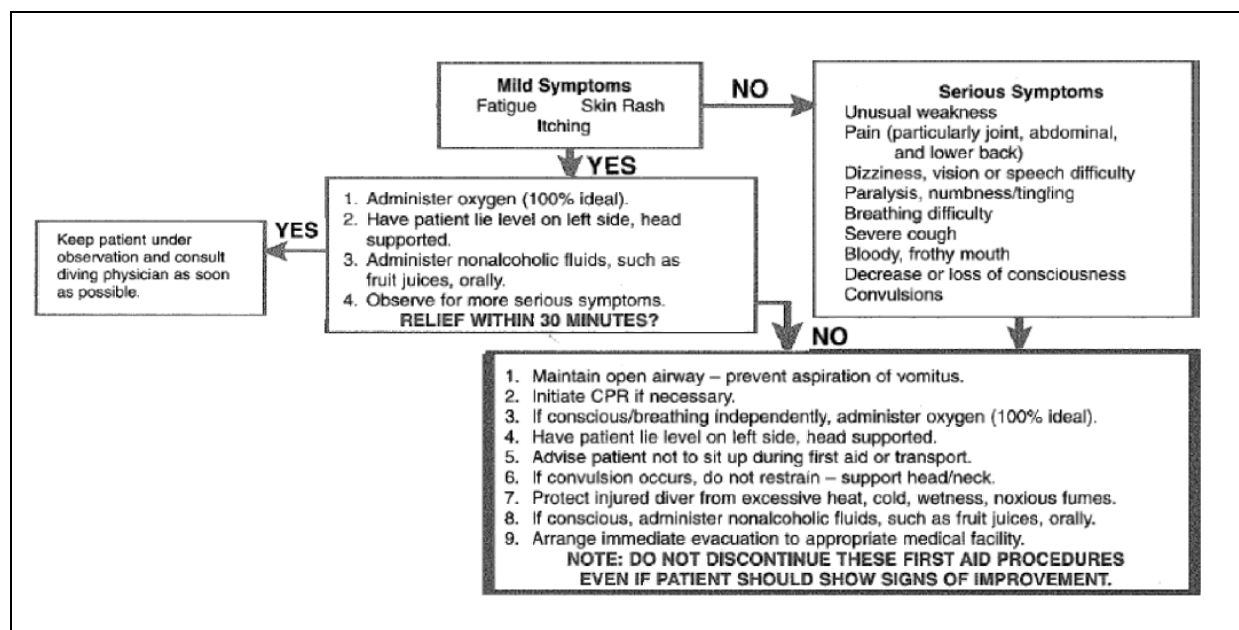 Mild Symptoms
Fatigue Skin Rash
Itching
NO
Serious Symptoms
Unusual weakness
Pain (particularly joint, abdominal,
and lower back)
Dizziness, vision or speech difficulty
Paralysis, numbness/tingling
Breathing difficulty
Severe cough
Bloody, frothy mouth
Decrease or loss of consciousness
Convulsions
YES
1. Administer oxygen (100% ideal).
2. Have patient lie level on left side, head
supported.
3. Administer nonalcoholic fluids, such as
fruit juices, orally.
4. Observe for more serious symptoms.
RELIEF WITHIN 30 MINUTES?
YES
Keep patient under
observation and consult
diving physician as soon
as possible.
NO
1. Maintain open airway – prevent aspiration of vomitus.
2. Initiate CPR if necessary.
3. If conscious/breathing independently, administer oxygen (100% ideal).
4. Have patient lie level on left side, head supported.
5. Advise patient not to sit up during first aid or transport.
6. If convulsion occurs, do not restrain – support head/neck.
7. Protect injured diver from excessive heat, cold, wetness, noxious fumes.
8. If conscious, administer nonalcoholic fluids, such as fruit juices, orally.
9. Arrange immediate evacuation to appropriate medical facility.
NOTE: DO NOT DISCONTINUE THESE FIRST AID PROCEDURES
EVEN IF PATIENT SHOULD SHOW SIGNS OF IMPROVEMENT.